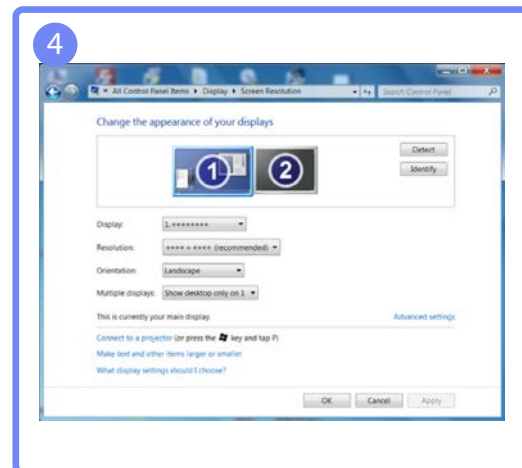 4
All Control Panel Items ▸ Display ▸ Screen Resolution
Search Control Panel
Change the appearance of your displays
1 2
Detect
Identify
Display: 1. ********
Resolution: **** × **** (recommended)
Orientation: Landscape
Multiple displays: Show desktop only on 1
This is currently your main display. Advanced settings
Connect to a projector (or press the key and tap P)
Make text and other items larger or smaller
What display settings should I choose?
OK Cancel Apply